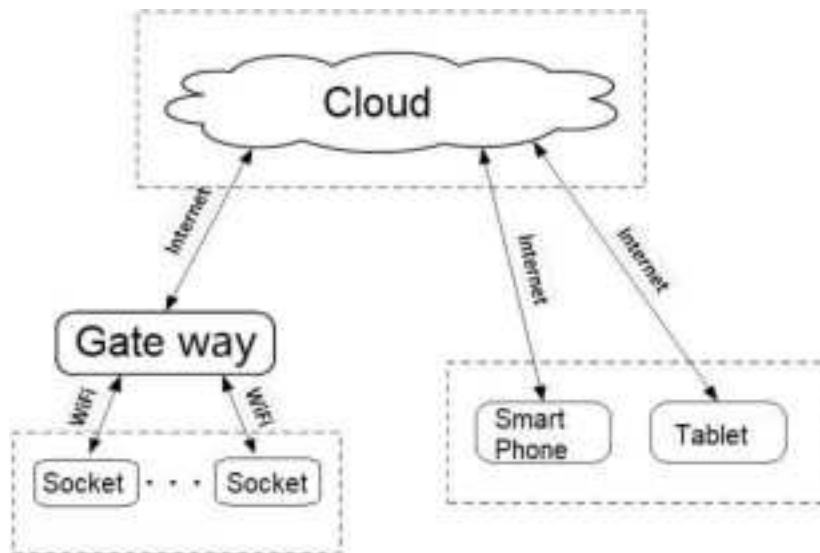 Cloud
Internet
Internet
Internet
Gate way
WiFi
WiFi
Smart
Phone
Tablet
Socket . . . Socket